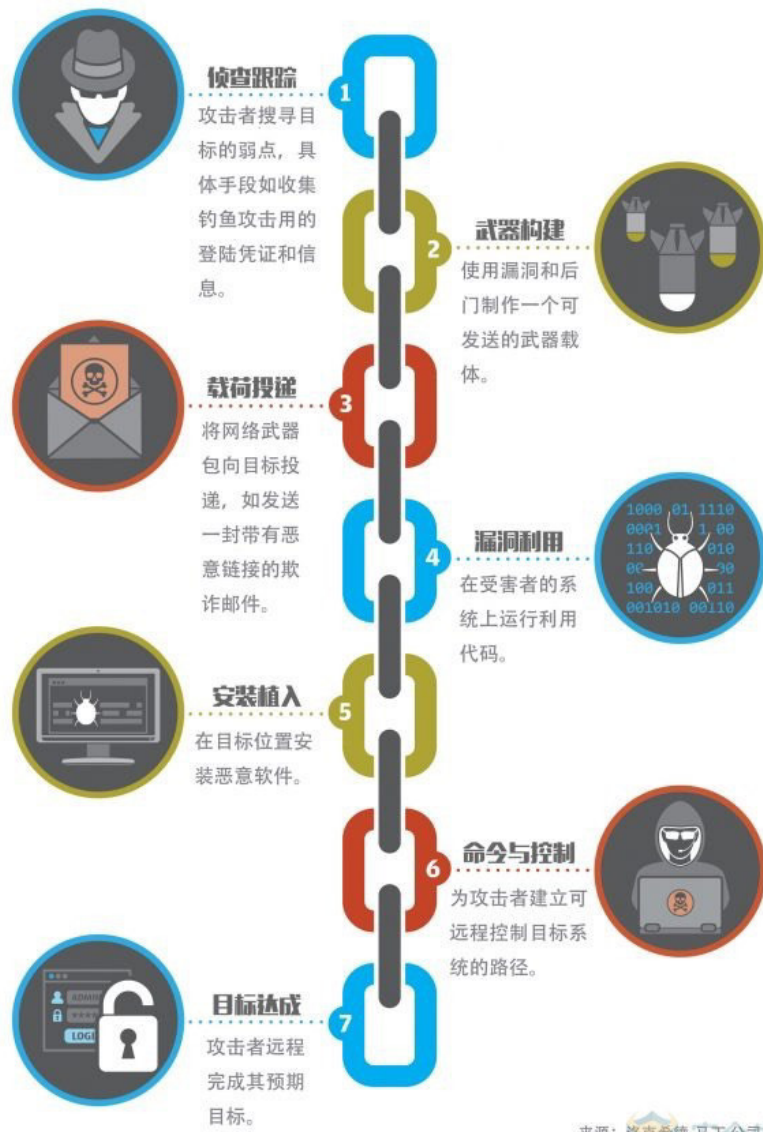 侦查跟踪
1
攻击者搜寻目
标的弱点，具
体手段如收集
钓鱼攻击用的
登陆凭证和信
息。
武器构建
2
使用漏洞和后
门制作一个可
发送的武器载
体。
载荷投递
3
将网络武器
包向目标投
递，如发送
一封带有恶
意链接的欺
诈邮件。
漏洞利用
4
在受害者的系
统上运行利用
代码。
1000 01 1110
0001 1 00
110 010
00 00
100 011
001010 00110
安装植入
5
在目标位置安
装恶意软件。
命令与控制
6
为攻击者建立可
远程控制目标系
统的路径。
目标达成
7
攻击者远程
完成其预期
目标。
ADMI
****
LOGI
来源：洛克希德